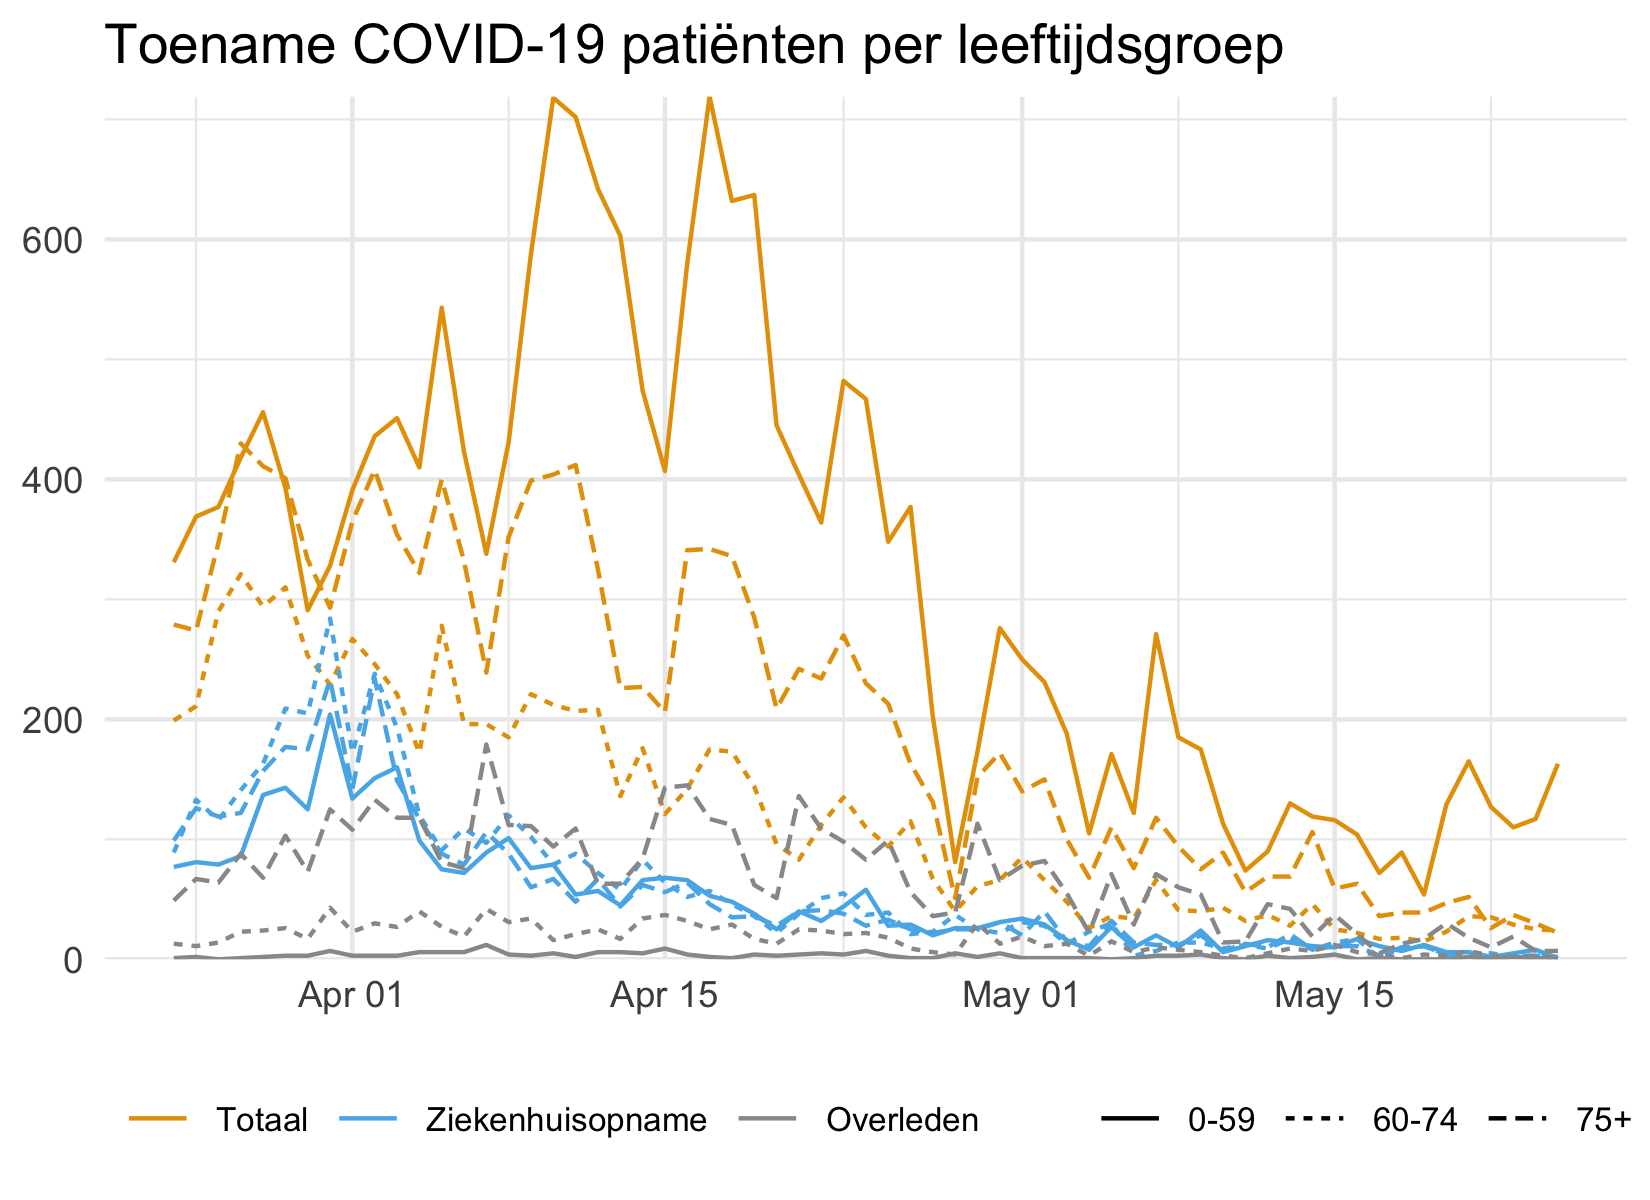 Toename COVID-19 patiënten per leeftijdsgroep
600
400
200
0
Apr 01 Apr 15 May 01 May 15
Totaal Ziekenhuisopname Overleden 0-59 60-74 75+